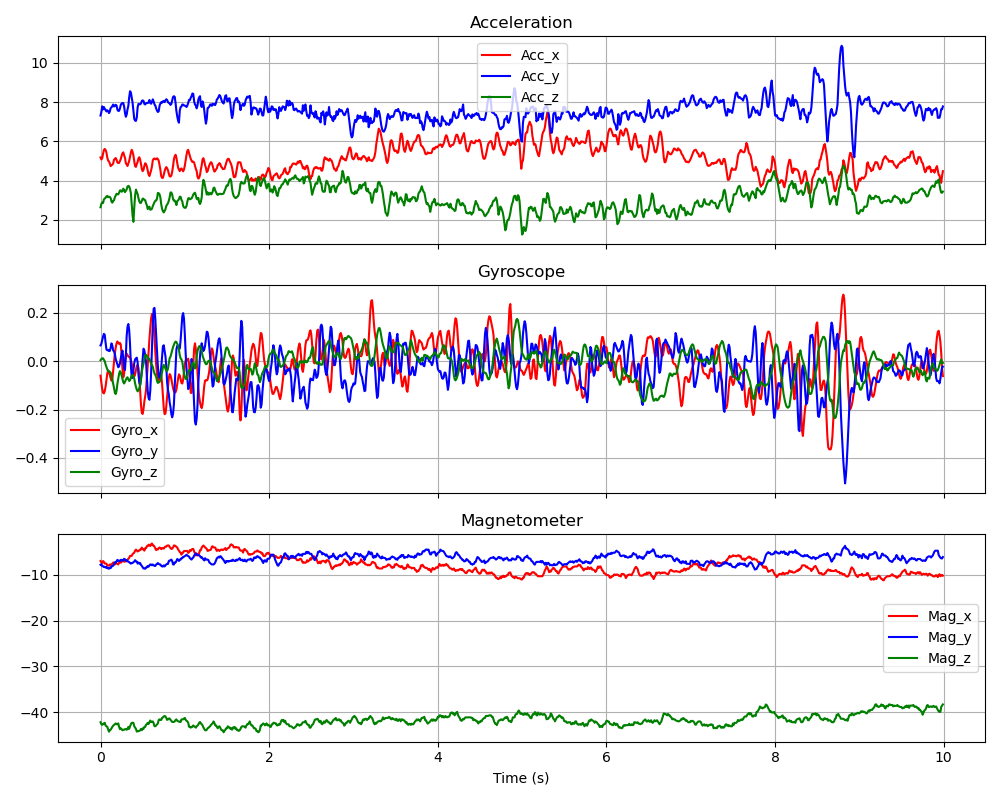 Acceleration
10
8
6
4
2
Acc_x
Acc_y
Acc_z
Gyroscope
0.2
0.0
−0.2
−0.4
Gyro_x
Gyro_y
Gyro_z
Magnetometer
−10
−20
−30
−40
Mag_x
Mag_y
Mag_z
0 2 4 6 8 10
Time (s)